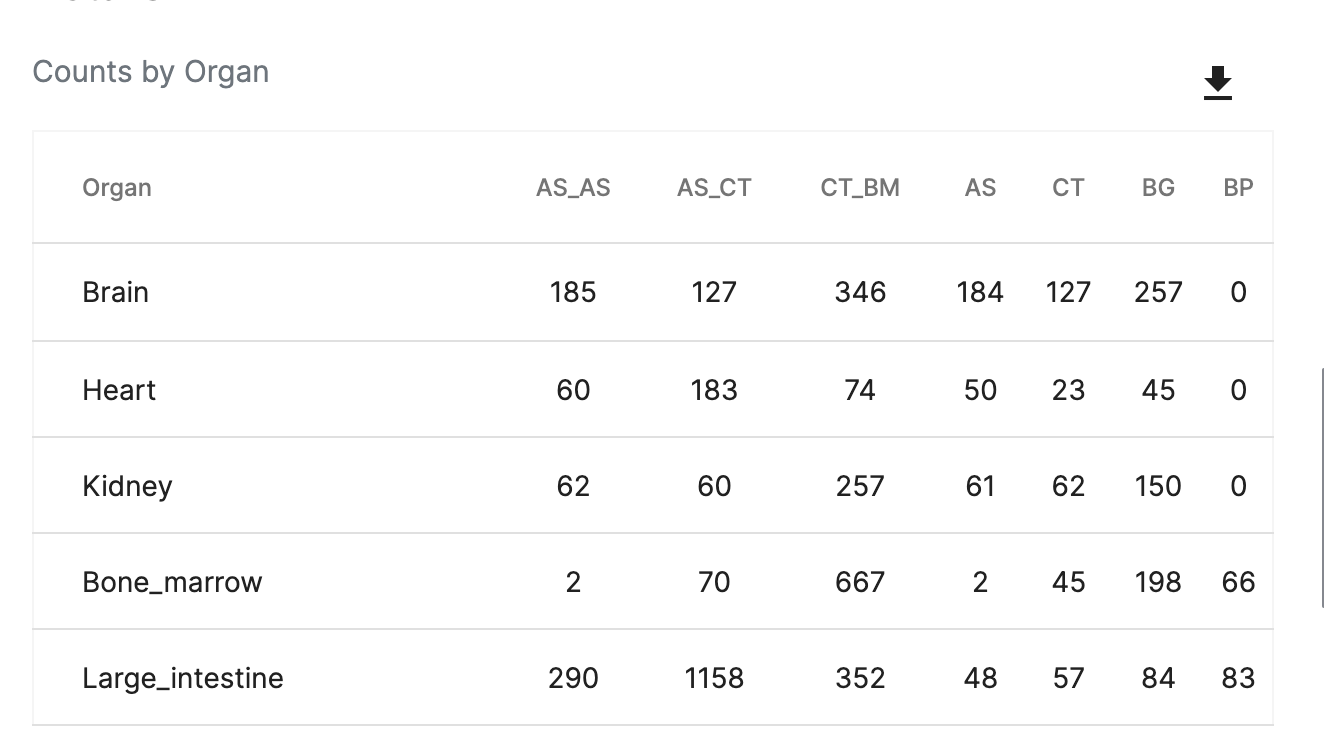 Counts by Organ
Organ AS_AS AS_CT CT_BM AS CT BG BP
Brain 185 127 346 184 127 257 0
Heart 60 183 74 50 23 45 0
Kidney 62 60 257 61 62 150 0
Bone_marrow 2 70 667 2 45 198 66
Large_intestine 290 1158 352 48 57 84 83